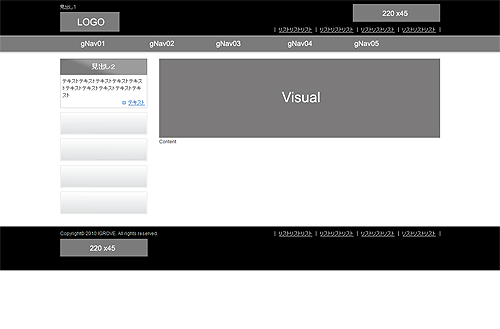 見出し1
LOGO
220 x45
| リストリストリスト | リストリストリスト | リストリストリスト | リストリストリスト
gNav01 gNav02 gNav03 gNav04 gNav05
見出し2
テキストテキストテキストテキストテキス
トテキストテキストテキストテキストテキ
スト
テキスト
Visual
Content
Copyright© 2010 IGROVE. All rights reserved.
| リストリストリスト | リストリストリスト | リストリストリスト | リストリストリスト
220 x45